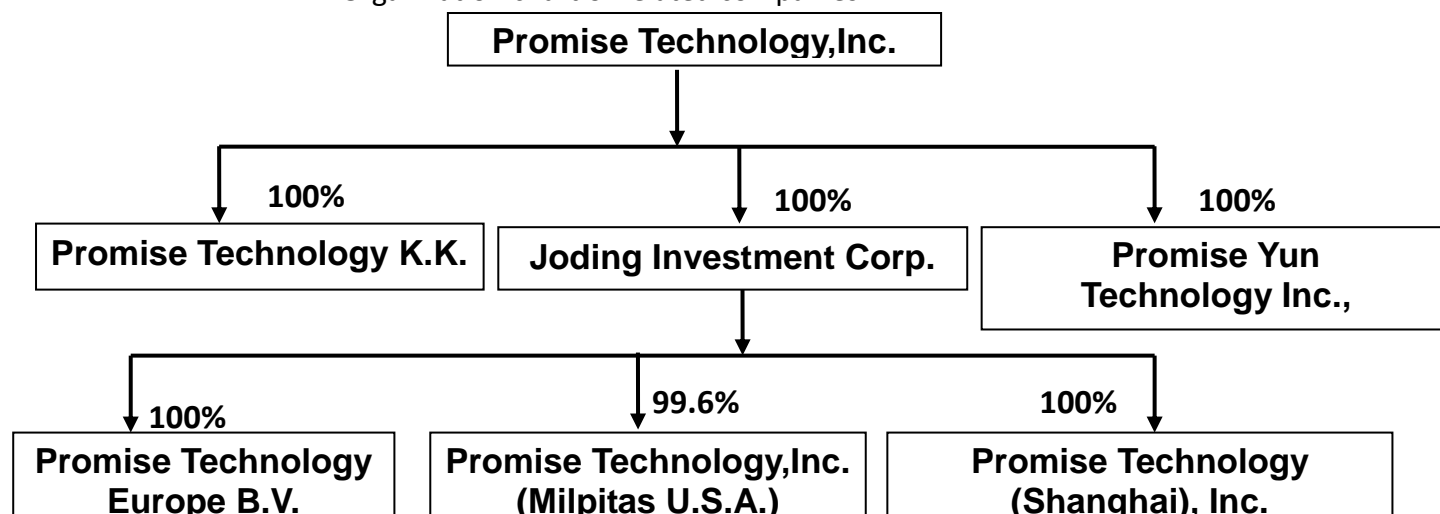 Promise Technology,Inc.
100%
100%
100%
Promise Technology K.K.
Joding Investment Corp.
Promise Yun
Technology Inc.,
100%
99.6%
100%
Promise Technology
Europe B.V.
Promise Technology,Inc.
(Milpitas U.S.A.)
Promise Technology
(Shanghai), Inc.